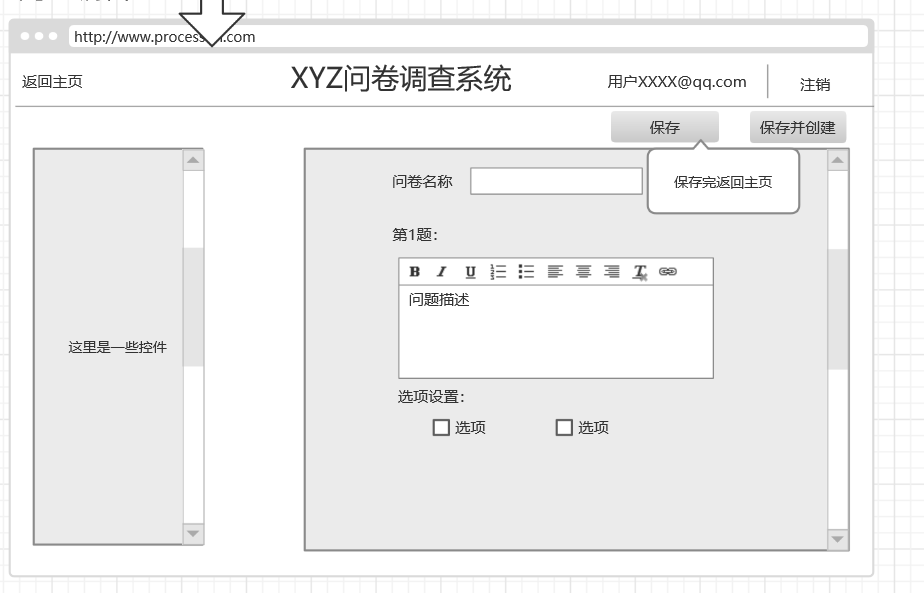 http://www.process
.com
返回主页
XYZ问卷调查系统
用户XXXX@qq.com
注销
保存
保存并创建
问卷名称
保存完返回主页
第1题：
B I U
问题描述
这里是一些控件
选项设置：
选项
选项